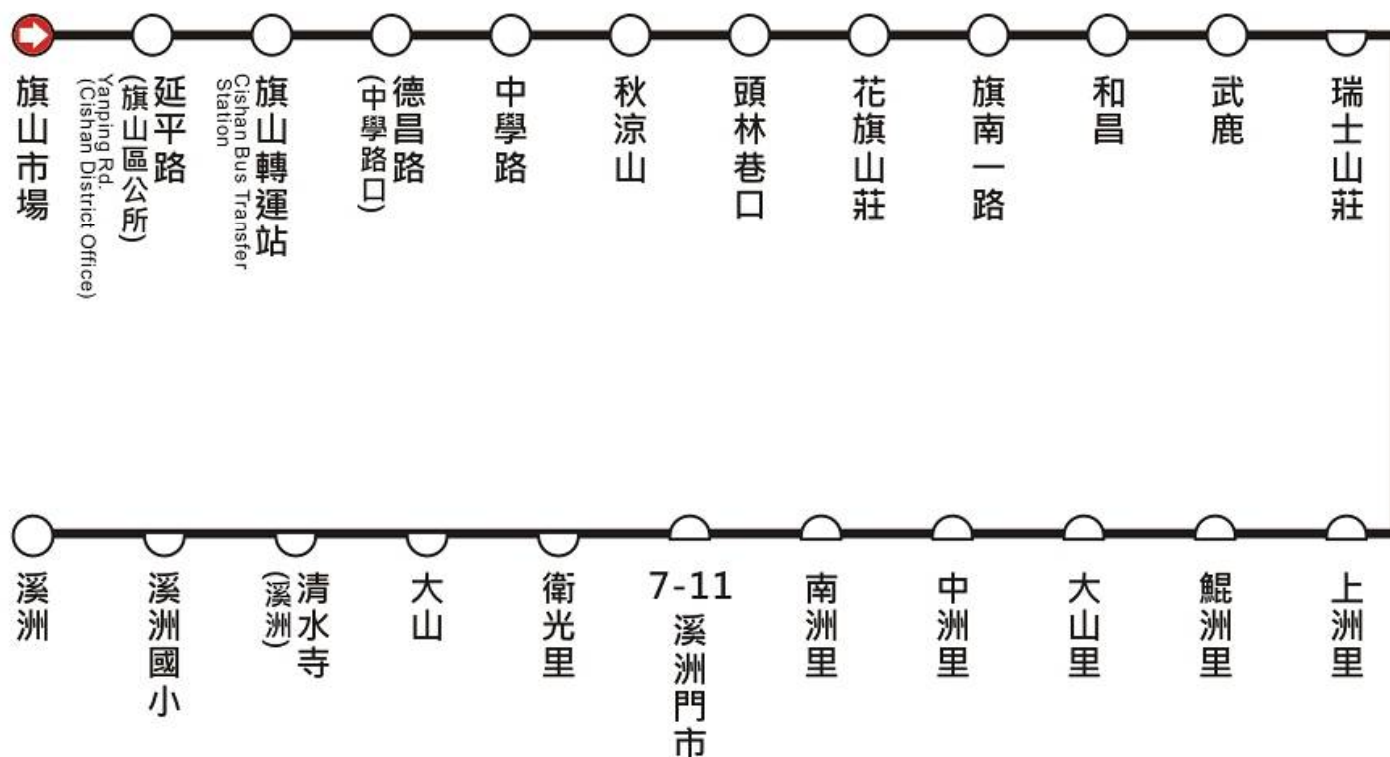 旗山市場
延平路
(旗山區公所)
Yanping Rd.
(Cishan District Office)
旗山轉運站
Cishan Bus Transfer
Station
德昌路
(中學路口)
中學路
秋涼山
頭林巷口
花旗山莊
旗南一路
和昌
武鹿
瑞士山莊
溪洲
溪洲國小
清水寺
(溪洲)
大山
衛光里
7-11
溪洲門市
南洲里
中洲里
大山里
鯤洲里
上洲里